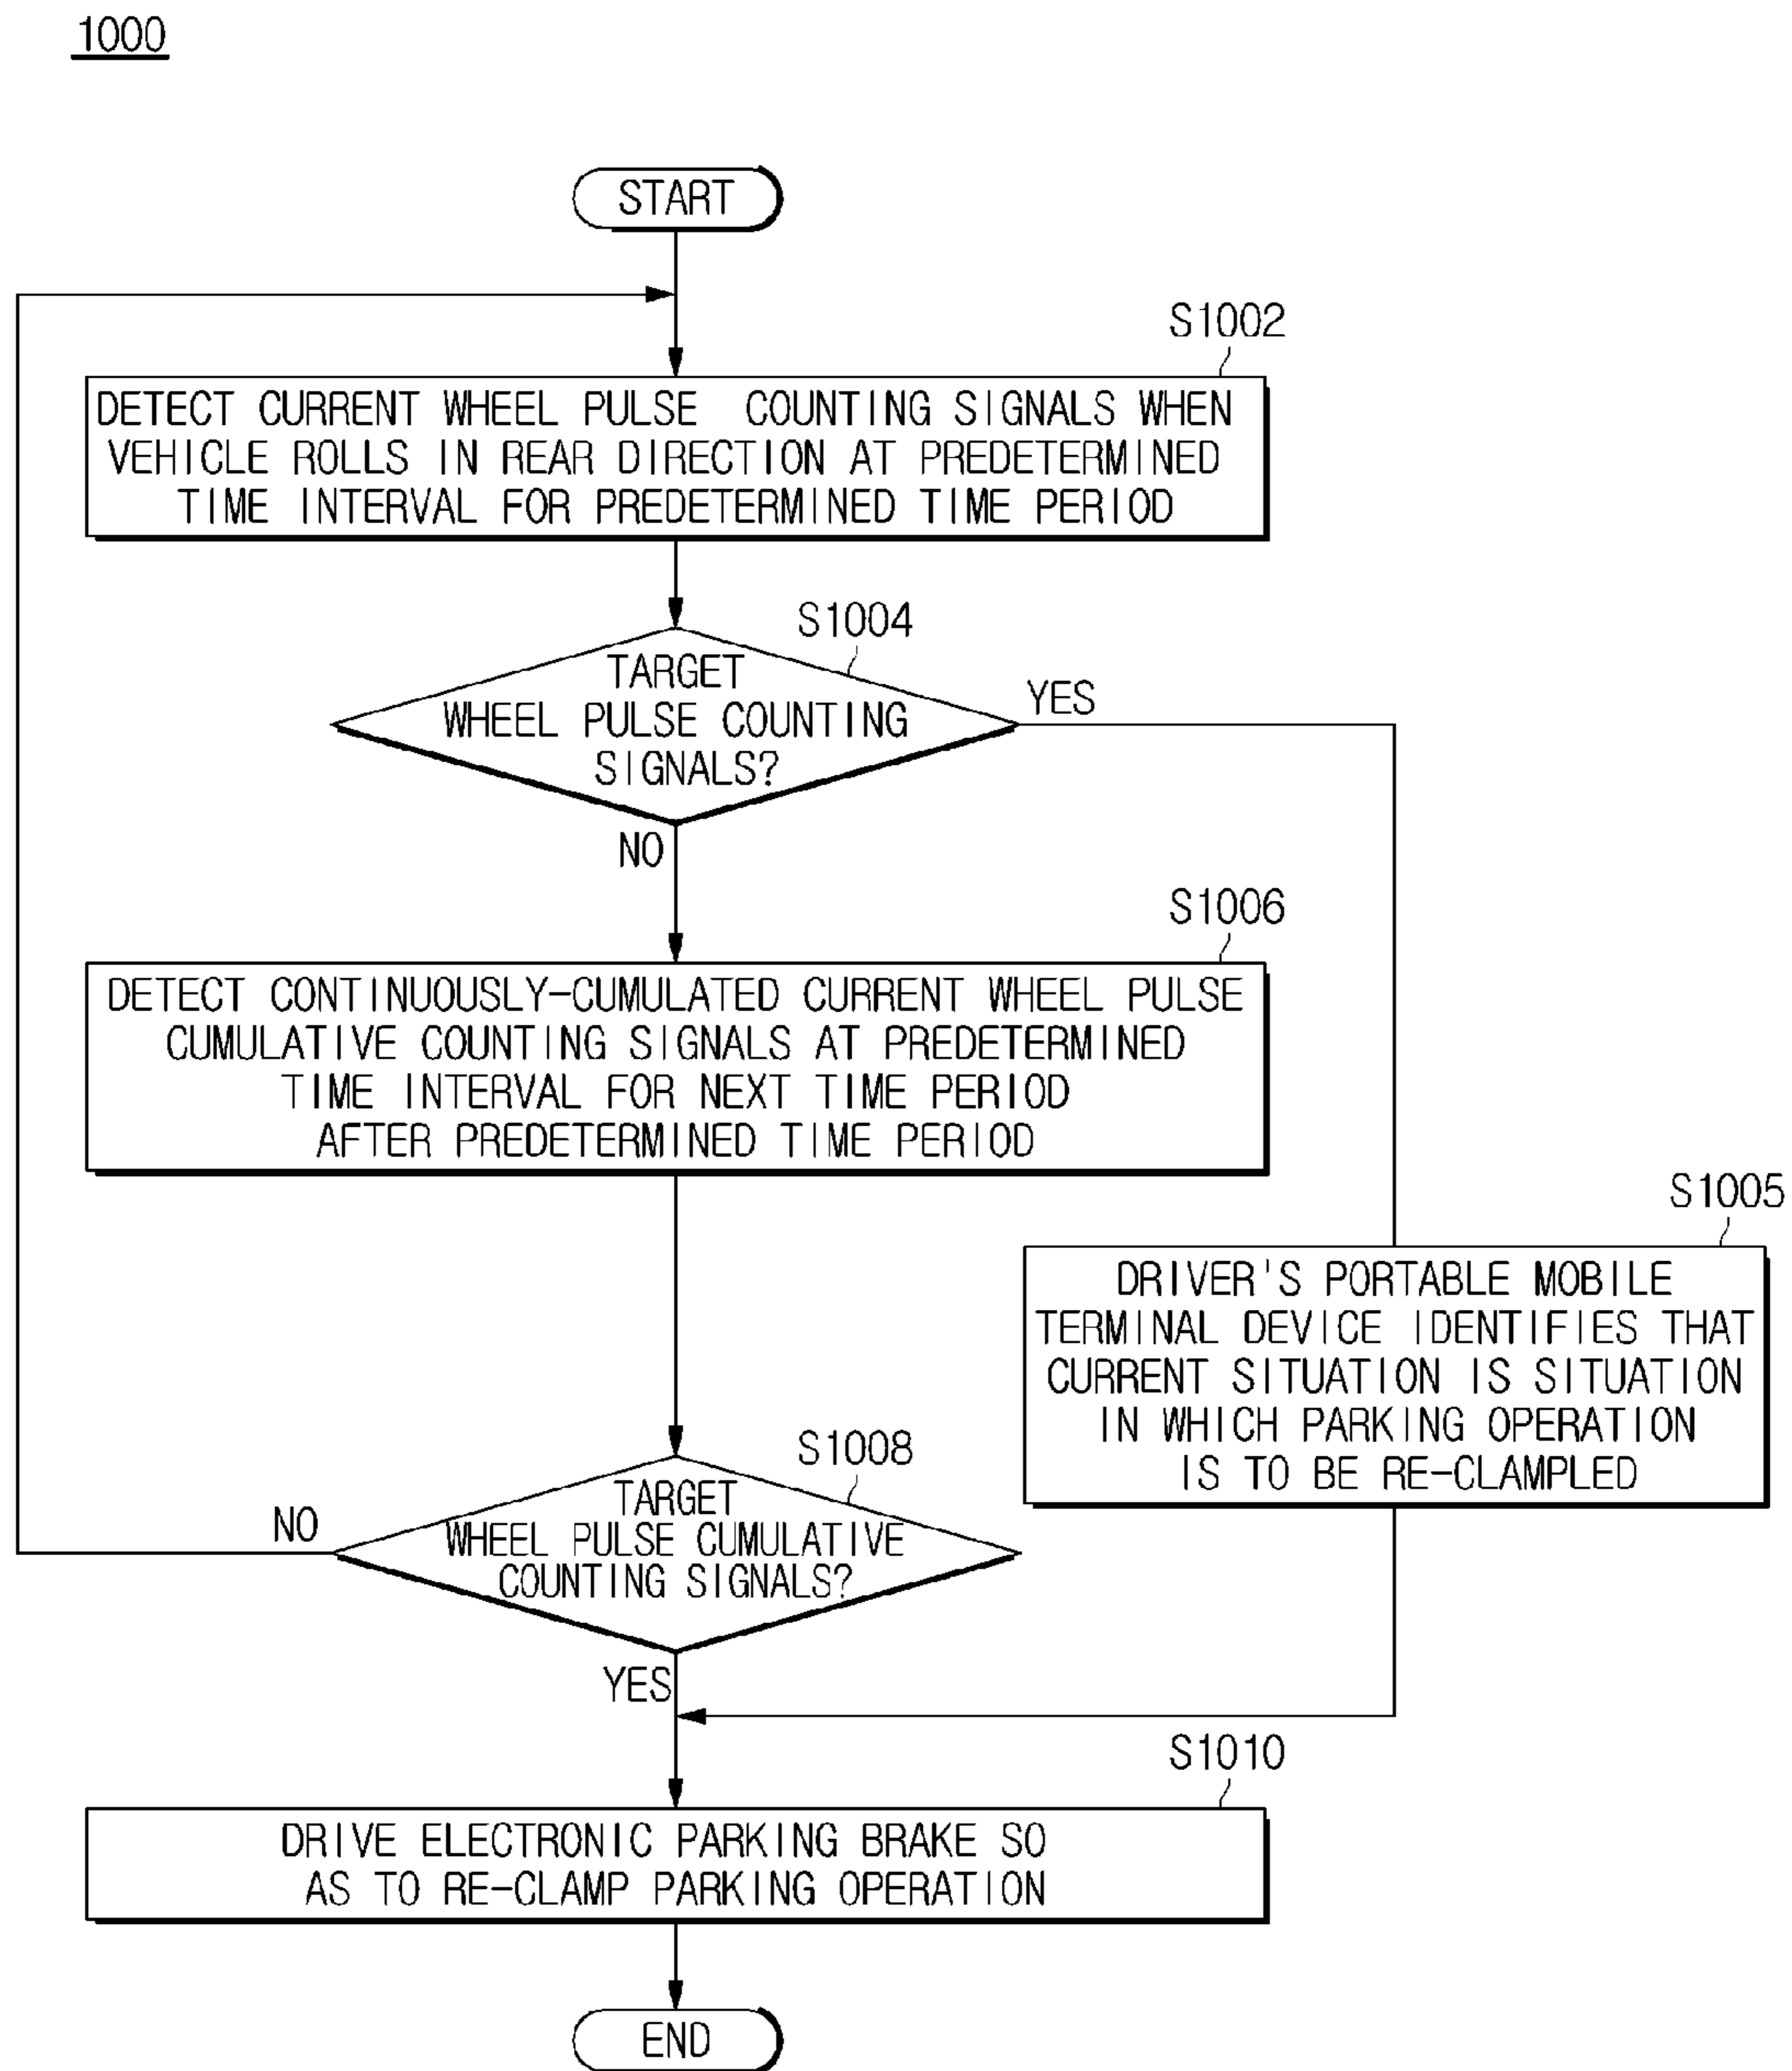 1000
START
S1002
DETECT CURRENT WHEEL PULSE COUNTING SIGNALS WHEN
VEHICLE ROLLS IN REAR DIRECTION AT PREDETERMINED
TIME INTERVAL FOR PREDETERMINED TIME PERIOD
S1004
TARGET
WHEEL PULSE COUNTING
SIGNALS?
YES
NO
S1006
DETECT CONTINUOUSLY-CUMULATED CURRENT WHEEL PULSE
CUMULATIVE COUNTING SIGNALS AT PREDETERMINED
TIME INTERVAL FOR NEXT TIME PERIOD
AFTER PREDETERMINED TIME PERIOD
S1005
DRIVER'S PORTABLE MOBILE
TERMINAL DEVICE IDENTIFIES THAT
CURRENT SITUATION IS SITUATION
IN WHICH PARKING OPERATION
IS TO BE RE-CLAMPLED
S1008
TARGET
WHEEL PULSE CUMULATIVE
COUNTING SIGNALS?
NO
YES
S1010
DRIVE ELECTRONIC PARKING BRAKE SO
AS TO RE-CLAMP PARKING OPERATION
END